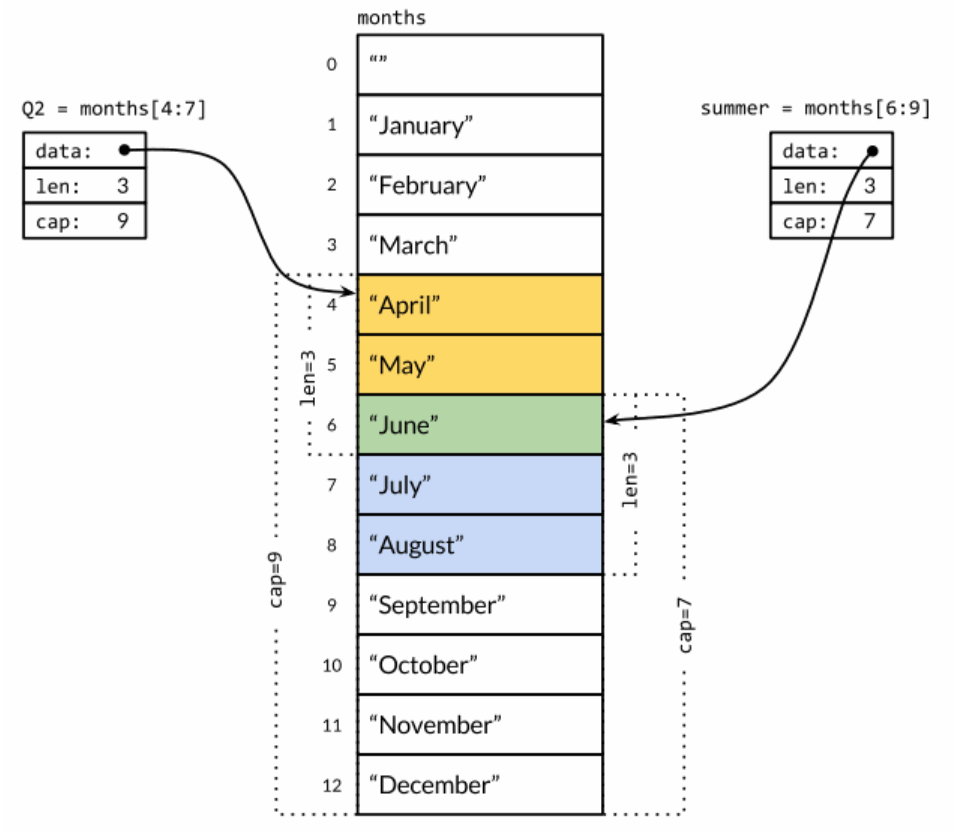 months
0 “”
Q2 = months[4:7]
data:
len: 3
cap: 9
summer = months[6:9]
data:
len: 3
cap: 7
1 “January”
2 “February”
3 “March”
4 “April”
5 “May”
6 “June”
7 “July”
8 “August”
9 “September”
10 “October”
11 “November”
12 “December”
len=3
cap=9
len=3
cap=7